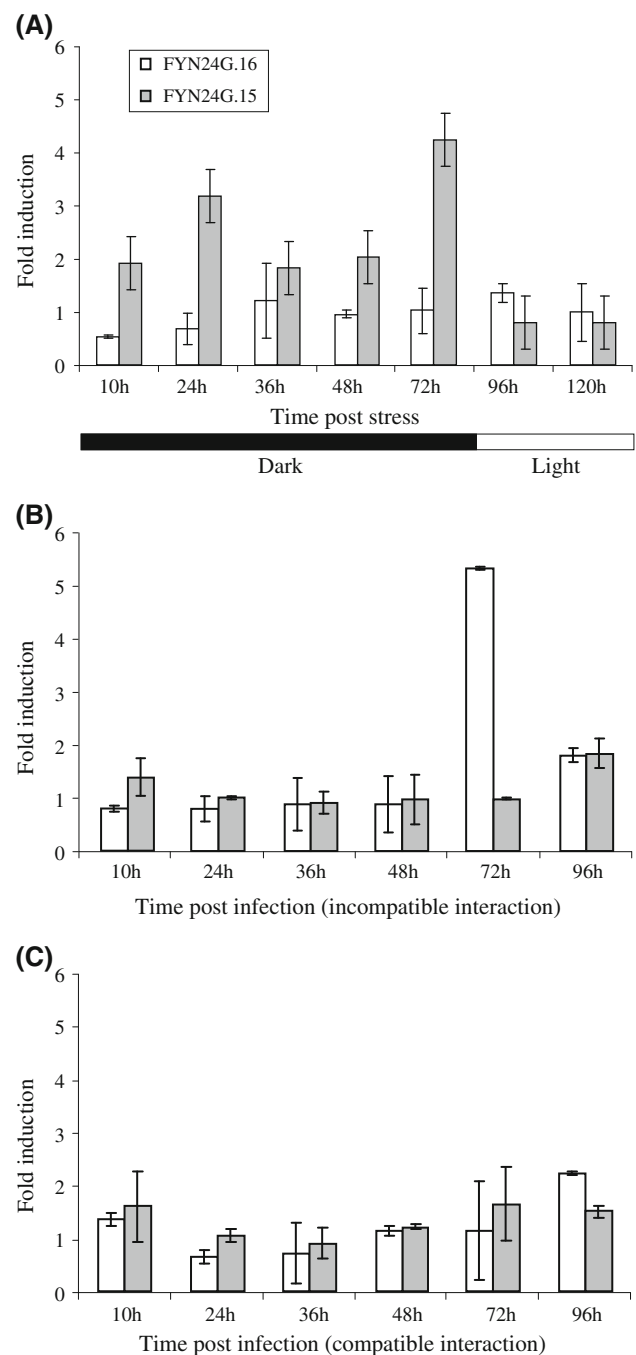 (A)
FYN24G.16
FYN24G.15
6
5
4
3
2
1
0
Fold induction
10h 24h 36h 48h 72h 96h 120h
Time post stress
Dark Light
(B)
6
5
4
3
2
1
0
Fold induction
10h 24h 36h 48h 72h 96h
Time post infection (incompatible interaction)
(C)
6
5
4
3
2
1
0
Fold induction
10h 24h 36h 48h 72h 96h
Time post infection (compatible interaction)